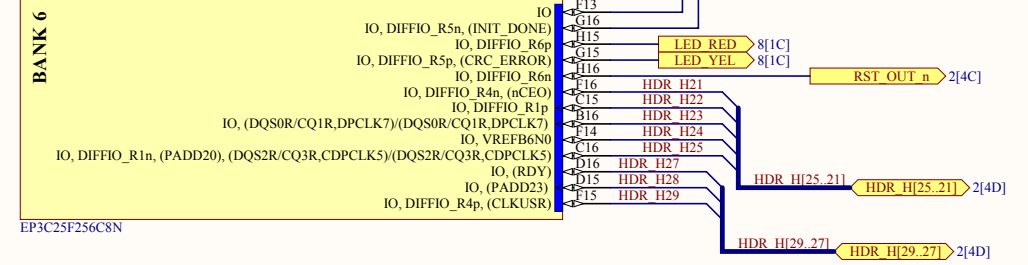 BANK 6
IO F13
IO, DIFFIO_R5n, (INIT_DONE) G16
IO, DIFFIO_R6p H15 LED_RED 8[1C]
IO, DIFFIO_R5p, (CRC_ERROR) G15 LED_YEL 8[1C]
IO, DIFFIO_R6n H16 RST_OUT_n 2[4C]
IO, DIFFIO_R4n, (nCEO) F16 HDR_H21
IO, DIFFIO_R1p C15 HDR_H22
IO, (DQS0R/CQ1R,DPCLK7)/(DQS0R/CQ1R,DPCLK7) B16 HDR_H23
IO, VREFB6N0 F14 HDR_H24
IO, DIFFIO_R1n, (PADD20), (DQS2R/CQ3R,CDPCLK5)/(DQS2R/CQ3R,CDPCLK5) C16 HDR_H25
IO, (RDY) D16 HDR_H27
IO, (PADD23) D15 HDR_H28 HDR_H[25..21] HDR_H[25..21] 2[4D]
IO, DIFFIO_R4p, (CLKUSR) F15 HDR_H29
EP3C25F256C8N
HDR_H[29..27] HDR_H[29..27] 2[4D]